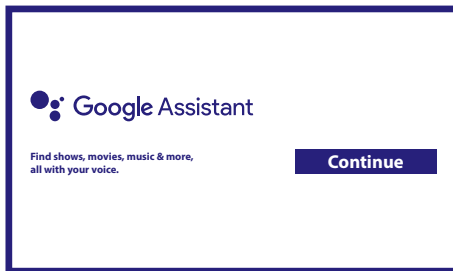 Google Assistant
Find shows, movies, music & more,
all with your voice.
Continue